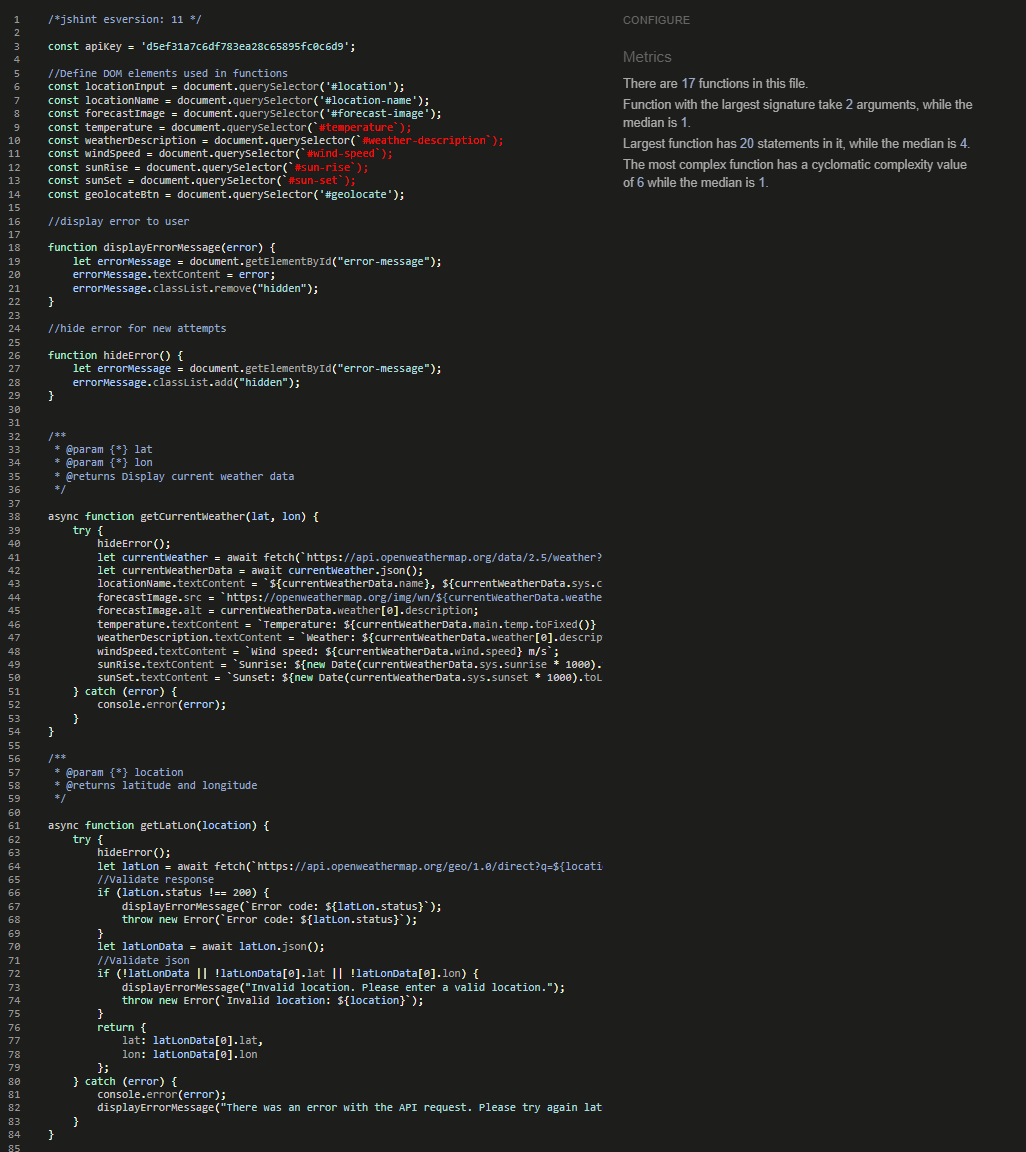 1 /*jshint esversion: 11 */
2
3 const apiKey = 'd5ef31a7c6df783ea28c65895fc0c6d9';
4
5 //Define DOM elements used in functions
6 const locationInput = document.querySelector('#location');
7 const locationName = document.querySelector('#location-name');
8 const forecastImage = document.querySelector('#forecast-image');
9 const temperature = document.querySelector(`#temperature`);
10 const weatherDescription = document.querySelector(`#weather-description`);
11 const windSpeed = document.querySelector(`#wind-speed`);
12 const sunRise = document.querySelector(`#sun-rise`);
13 const sunSet = document.querySelector(`#sun-set`);
14 const geolocateBtn = document.querySelector('#geolocate');
15
16 //display error to user
17
18 function displayErrorMessage(error) {
19 let errorMessage = document.getElementById("error-message");
20 errorMessage.textContent = error;
21 errorMessage.classList.remove("hidden");
22 }
23
24 //hide error for new attempts
25
26 function hideError() {
27 let errorMessage = document.getElementById("error-message");
28 errorMessage.classList.add("hidden");
29 }
30
31
32 /**
33 * @param {*} lat
34 * @param {*} lon
35 * @returns Display current weather data
36 */
37
38 async function getCurrentWeather(lat, lon) {
39 try {
40 hideError();
41 let currentWeather = await fetch(`https://api.openweathermap.org/data/2.5/weather?
42 let currentWeatherData = await currentWeather.json();
43 locationName.textContent = `${currentWeatherData.name}, ${currentWeatherData.sys.c
44 forecastImage.src = `https://openweathermap.org/img/wn/${currentWeatherData.weathe
45 forecastImage.alt = currentWeatherData.weather[0].description;
46 temperature.textContent = `Temperature: ${currentWeatherData.main.temp.toFixed()}
47 weatherDescription.textContent = `Weather: ${currentWeatherData.weather[0].descrip
48 windSpeed.textContent = `Wind speed: ${currentWeatherData.wind.speed} m/s`;
49 sunRise.textContent = `Sunrise: ${new Date(currentWeatherData.sys.sunrise * 1000).
50 sunSet.textContent = `Sunset: ${new Date(currentWeatherData.sys.sunset * 1000).toL
51 } catch (error) {
52 console.error(error);
53 }
54 }
55
56 /**
57 * @param {*} location
58 * @returns latitude and longitude
59 */
60
61 async function getLatLon(location) {
62 try {
63 hideError();
64 let latLon = await fetch(`https://api.openweathermap.org/geo/1.0/direct?q=${locati
65 //Validate response
66 if (latLon.status !== 200) {
67 displayErrorMessage(`Error code: ${latLon.status}`);
68 throw new Error(`Error code: ${latLon.status}`);
69 }
70 let latLonData = await latLon.json();
71 //Validate json
72 if (!latLonData || !latLonData[0].lat || !latLonData[0].lon) {
73 displayErrorMessage("Invalid location. Please enter a valid location.");
74 throw new Error(`Invalid location: ${location}`);
75 }
76 return {
77 lat: latLonData[0].lat,
78 lon: latLonData[0].lon
79 };
80 } catch (error) {
81 console.error(error);
82 displayErrorMessage("There was an error with the API request. Please try again lat
83 }
84 }
85
CONFIGURE
Metrics
There are 17 functions in this file.
Function with the largest signature take 2 arguments, while the
median is 1.
Largest function has 20 statements in it, while the median is 4.
The most complex function has a cyclomatic complexity value
of 6 while the median is 1.